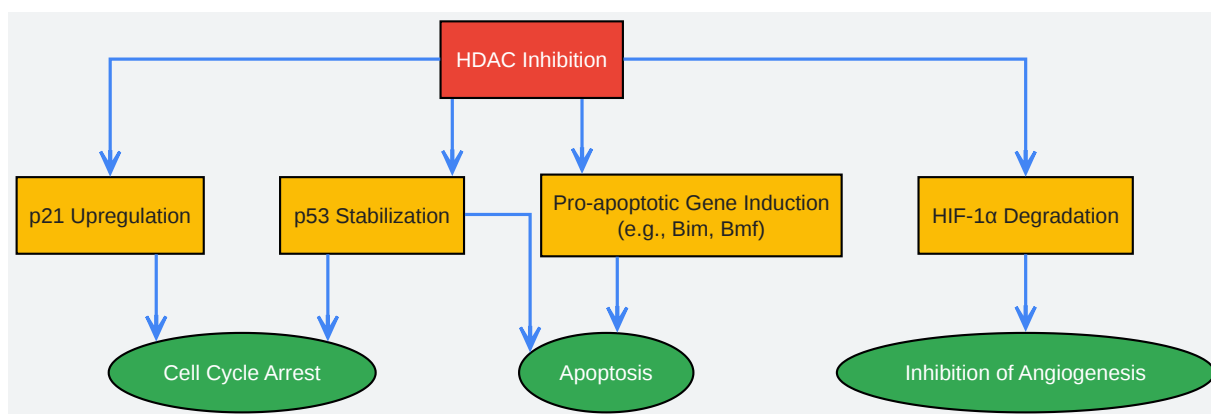 HDAC Inhibition
p21 Upregulation
p53 Stabilization
Pro-apoptotic Gene Induction
(e.g., Bim, Bmf)
HIF-1α Degradation
Cell Cycle Arrest
Apoptosis
Inhibition of Angiogenesis